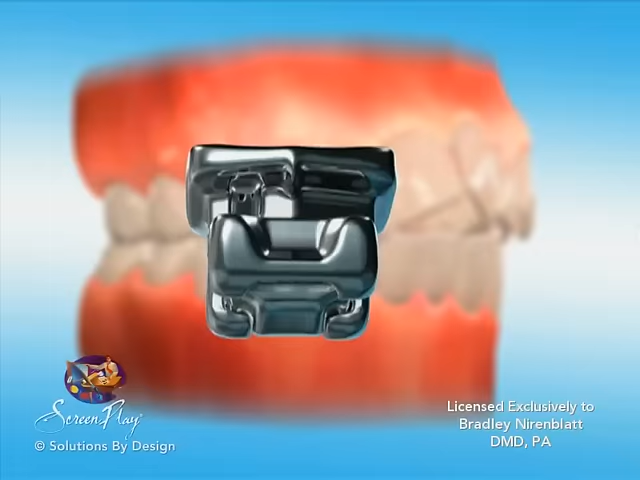 ScreenPlay
© Solutions By Design
Licensed Exclusively to
Bradley Nirenblatt
DMD, PA